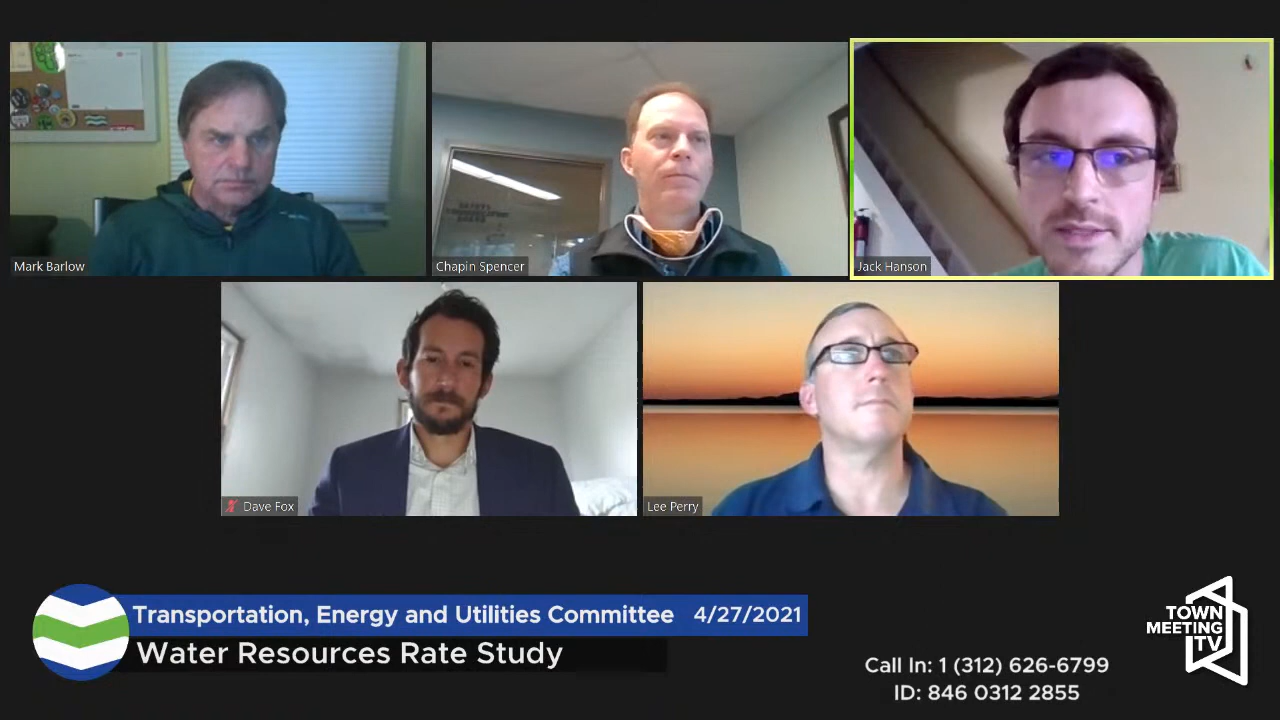 Mark Barlow
Chapin Spencer
Jack Hanson
Dave Fox
Lee Perry
Transportation, Energy and Utilities Committee 4/27/2021
Water Resources Rate Study
Call In: 1 (312) 626-6799
ID: 846 0312 2855
TOWN
MEETING
TV